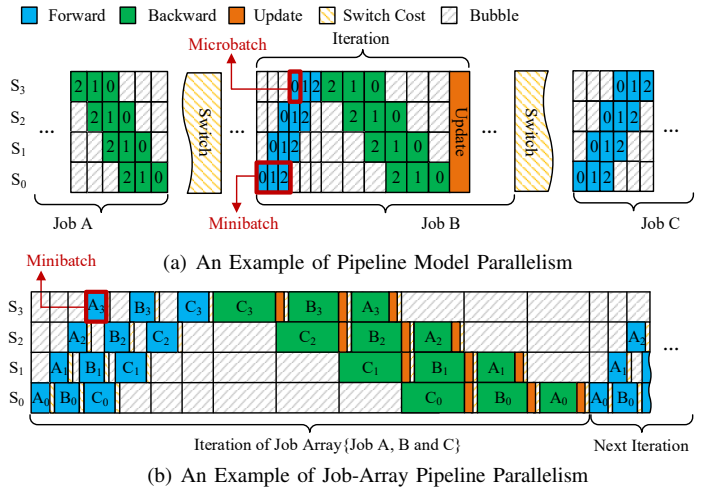 Forward Backward Update Switch Cost Bubble
Microbatch
Iteration
S3 2 1 0 0 1 2 2 1 0 0 1 2
S2 2 1 0 0 1 2 2 1 0 0 1 2
... Switch ... Update ... Switch ...
S1 2 1 0 0 1 2 2 1 0 0 1 2
S0 2 1 0 0 1 2 2 1 0 0 1 2
Job A Job B Job C
Minibatch
(a) An Example of Pipeline Model Parallelism
Minibatch
S3 A3 B3 C3 C3 B3 A3
S2 A2 B2 C2 C2 B2 A2 A2
...
S1 A1 B1 C1 C1 B1 A1 A1
S0 A0 B0 C0 C0 B0 A0 A0 B0
Iteration of Job Array{Job A, B and C} Next Iteration
(b) An Example of Job-Array Pipeline Parallelism